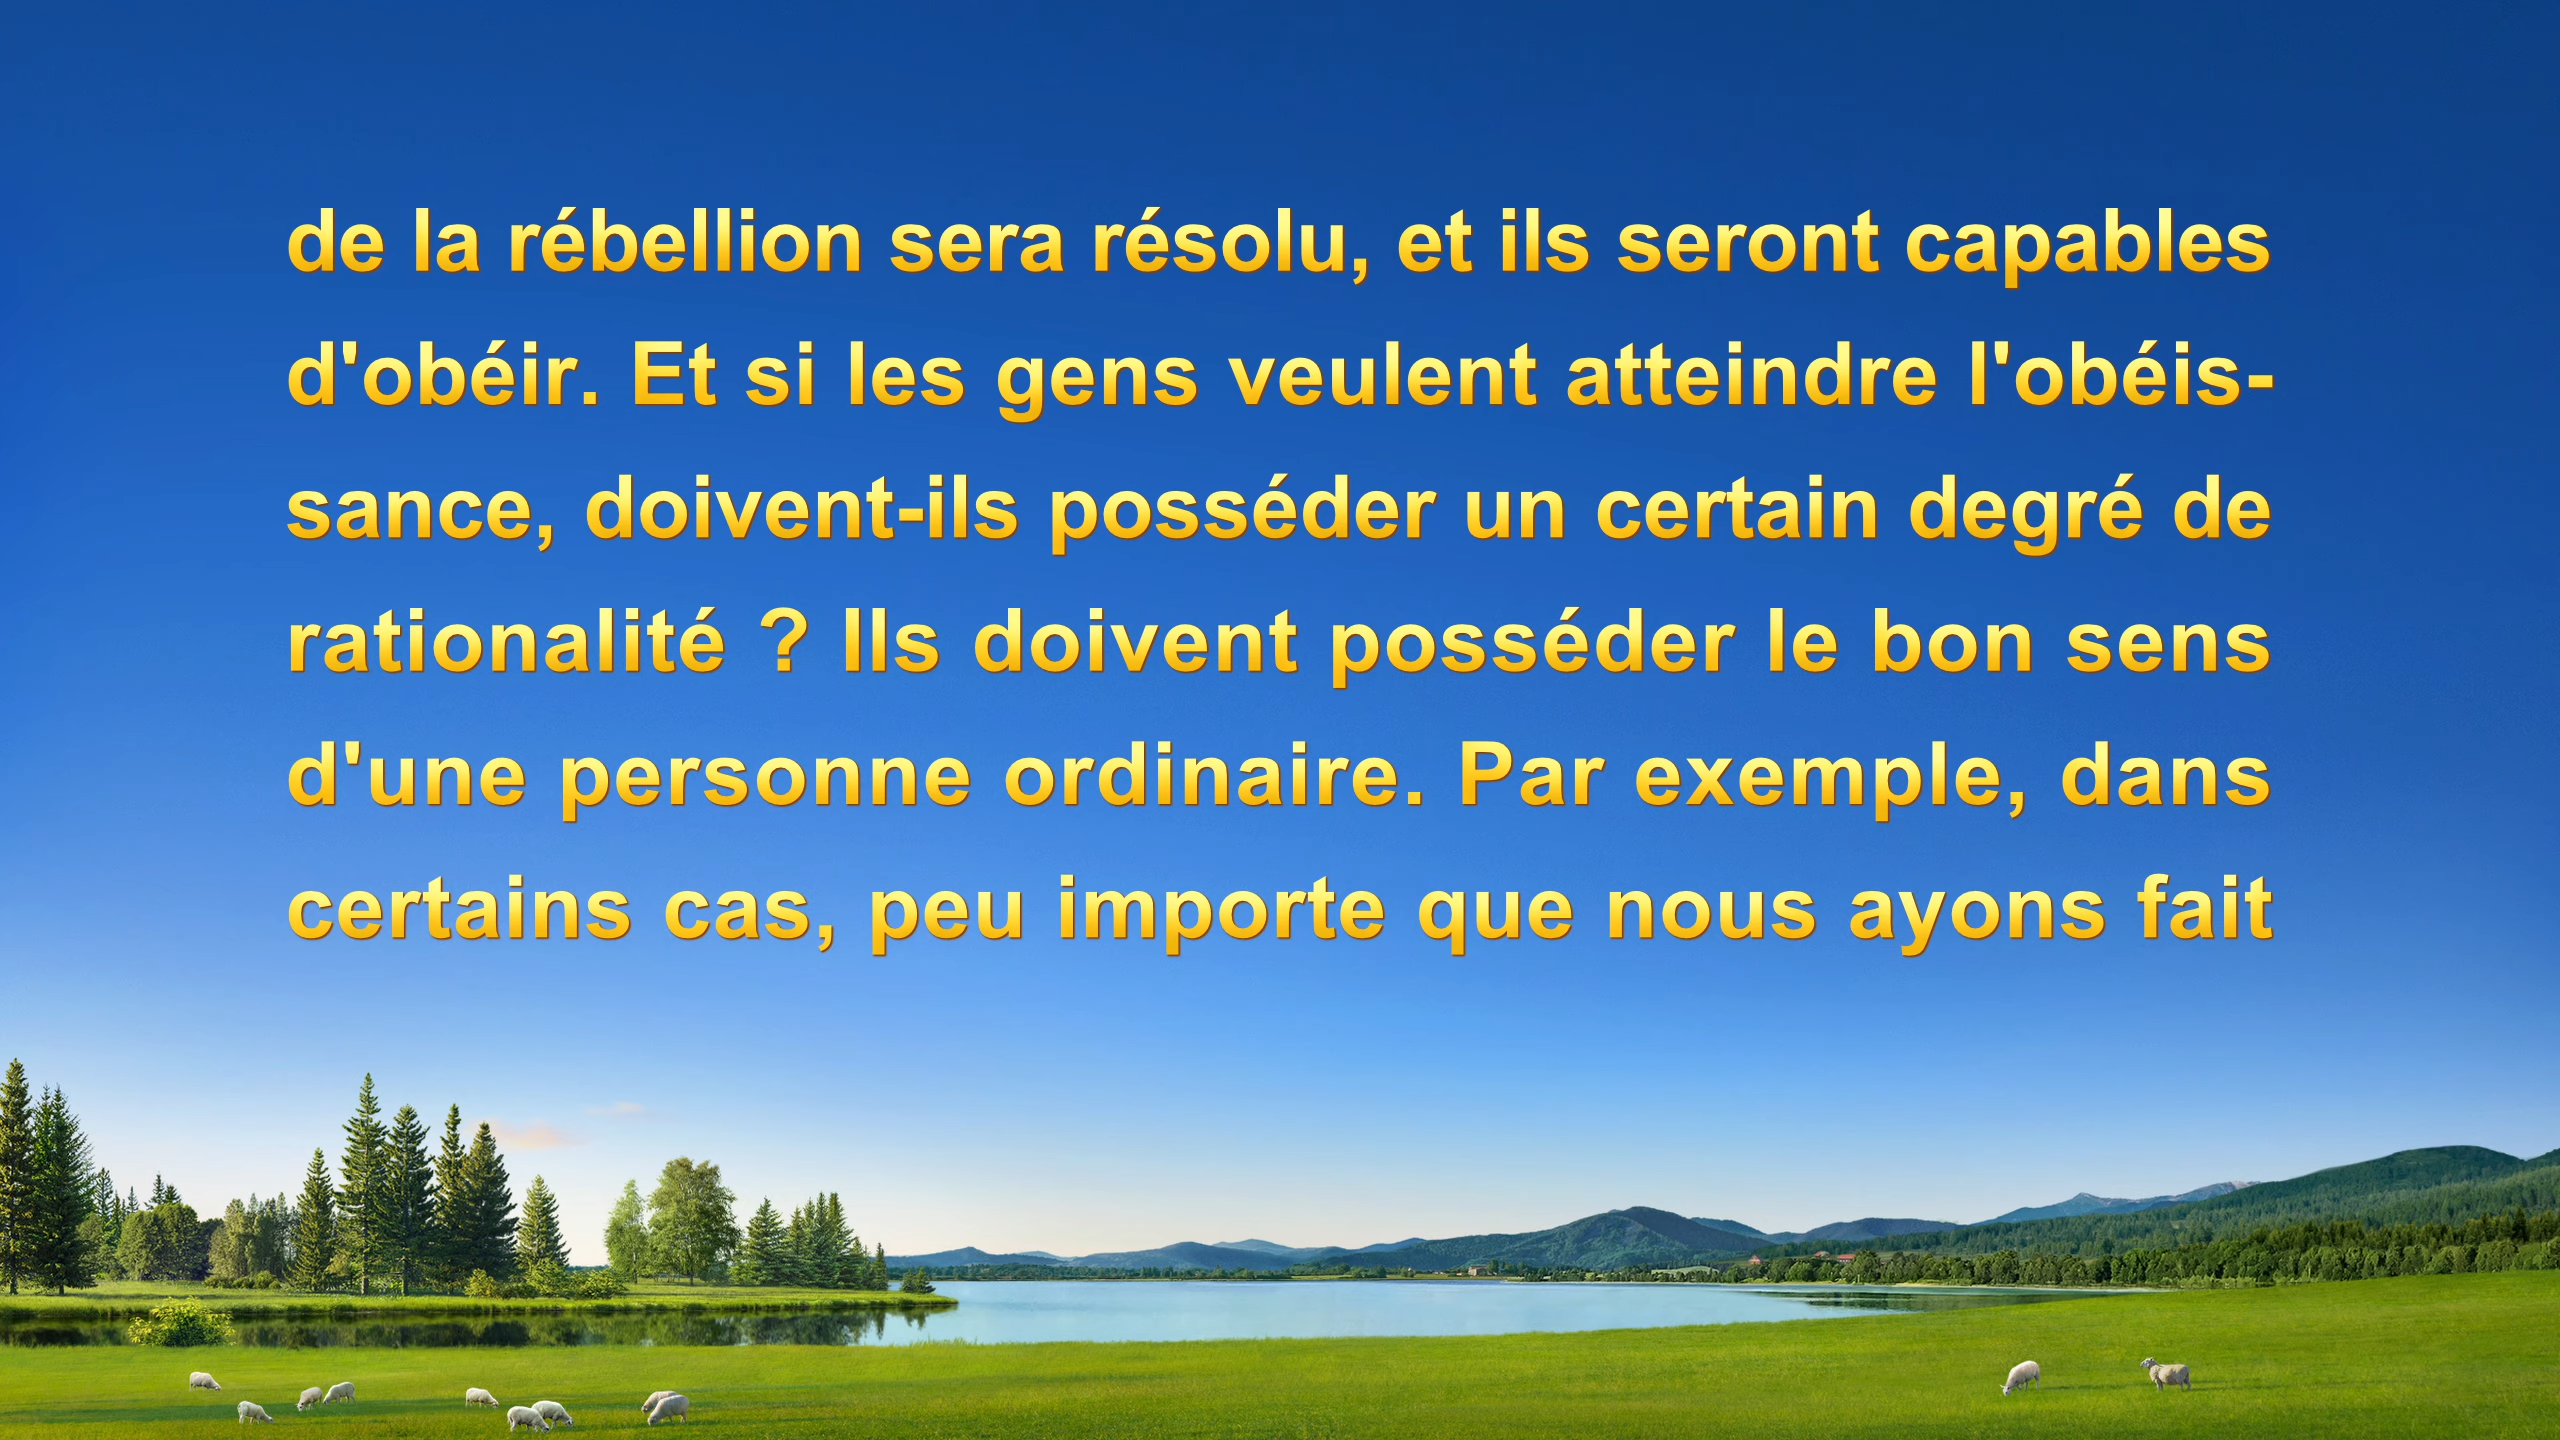 de la rébellion sera résolu, et ils seront capables
d'obéir. Et si les gens veulent atteindre l'obéis-
sance, doivent-ils posséder un certain degré de
rationalité ? Ils doivent posséder le bon sens
d'une personne ordinaire. Par exemple, dans
certains cas, peu importe que nous ayons fait